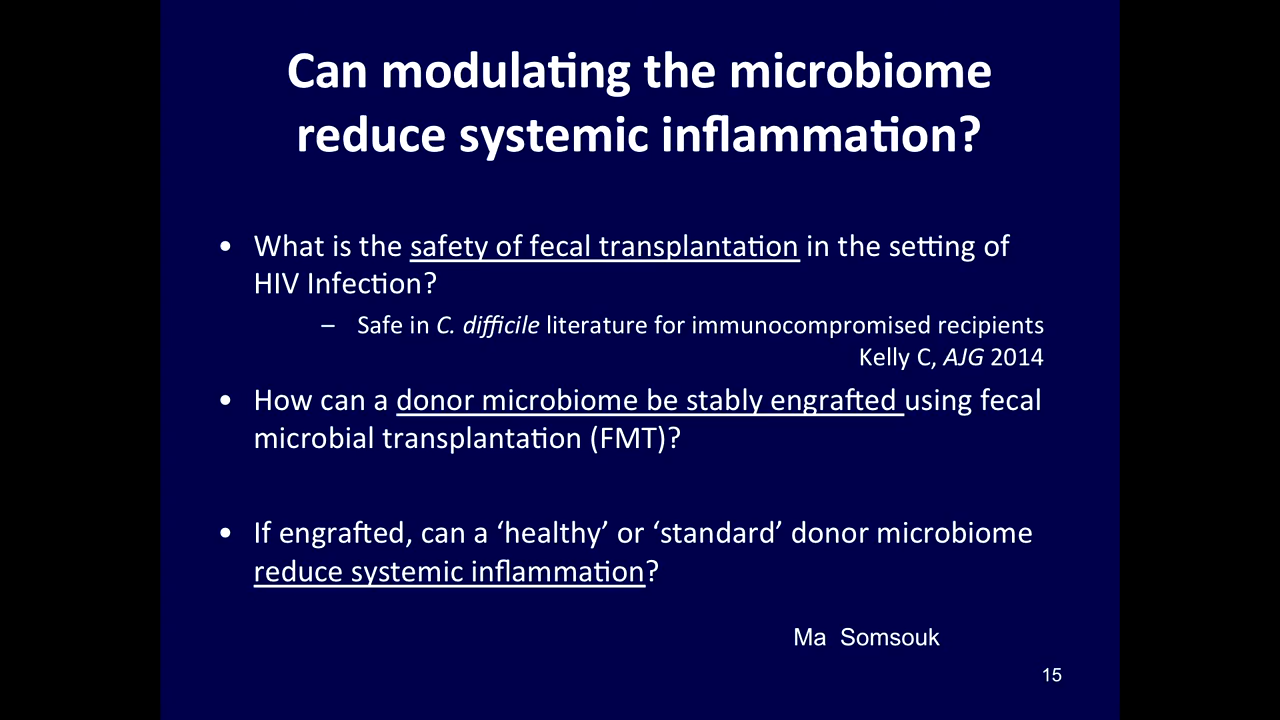 Can modulating the microbiome
reduce systemic inflammation?
• What is the safety of fecal transplantation in the setting of
HIV Infection?
– Safe in C. difficile literature for immunocompromised recipients
Kelly C, AJG 2014
• How can a donor microbiome be stably engrafted using fecal
microbial transplantation (FMT)?
• If engrafted, can a ‘healthy’ or ‘standard’ donor microbiome
reduce systemic inflammation?
Ma Somsouk
15